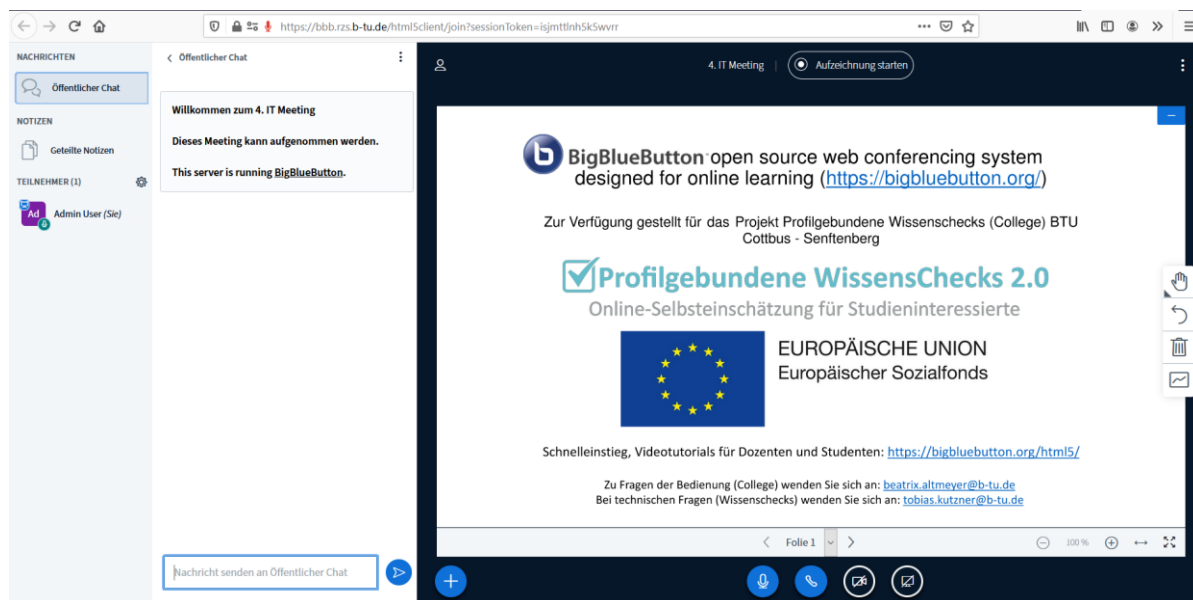 https://bbb.rzs.b-tu.de/html5client/join?sessionToken=isjmttlnh5k5wvrr
NACHRICHTEN
Öffentlicher Chat
NOTIZEN
Geteilte Notizen
TEILNEHMER (1)
Ad
Admin User (Sie)
Öffentlicher Chat
Willkommen zum 4. IT Meeting
Dieses Meeting kann aufgenommen werden.
This server is running BigBlueButton.
Nachricht senden an Öffentlicher Chat
4. IT Meeting
Aufzeichnung starten
b BigBlueButton open source web conferencing system
designed for online learning (https://bigbluebutton.org/)
Zur Verfügung gestellt für das Projekt Profilgebundene Wissenschecks (College) BTU
Cottbus - Senftenberg
Profilgebundene WissensChecks 2.0
Online-Selbsteinschätzung für Studieninteressierte
EUROPÄISCHE UNION
Europäischer Sozialfonds
Schnelleinstieg, Videotutorials für Dozenten und Studenten: https://bigbluebutton.org/html5/
Zu Fragen der Bedienung (College) wenden Sie sich an: beatrix.altmeyer@b-tu.de
Bei technischen Fragen (Wissenschecks) wenden Sie sich an: tobias.kutzner@b-tu.de
Folie 1
100 %